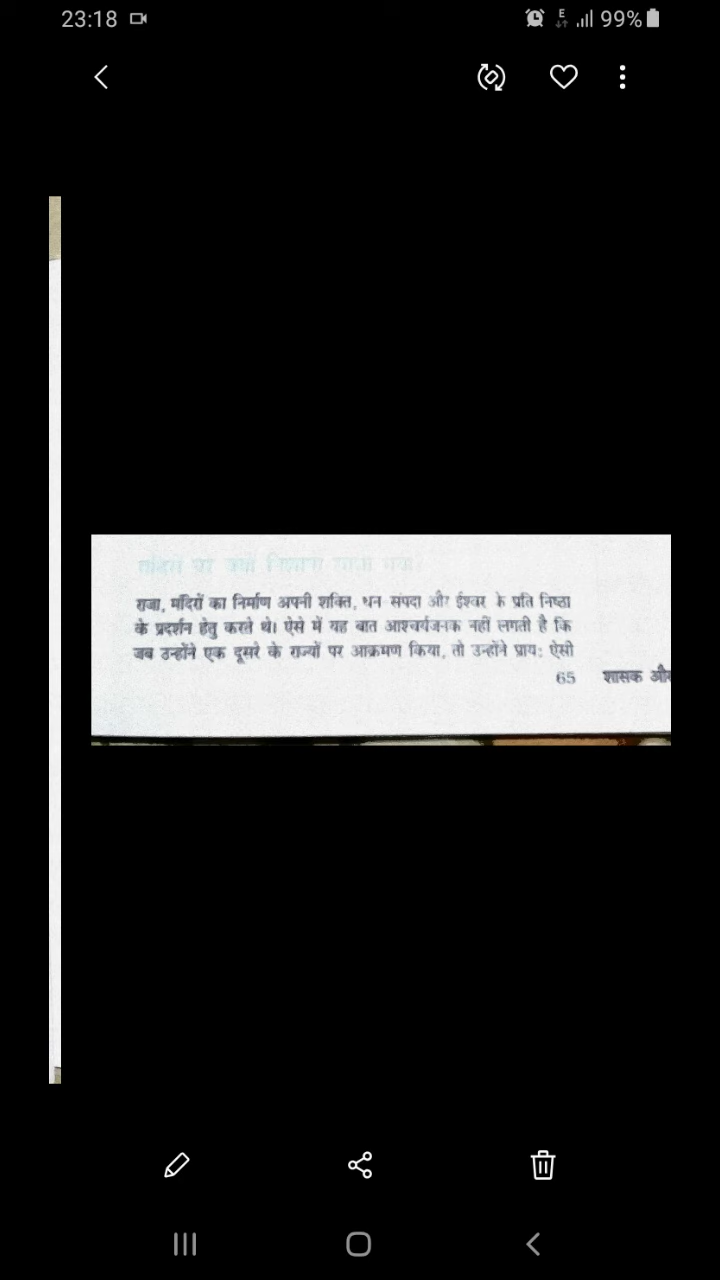 23:18
E
99%
राजा, मंदिरों का निर्माण अपनी शक्ति, धन संपदा और ईश्वर के प्रति निष्ठा
के प्रदर्शन हेतु करते थे। ऐसे में यह बात आश्चर्यजनक नहीं लगती है कि
जब उन्होंने एक दूसरे के राज्यों पर आक्रमण किया, तो उन्होंने प्राय: ऐसी
65 शासक और